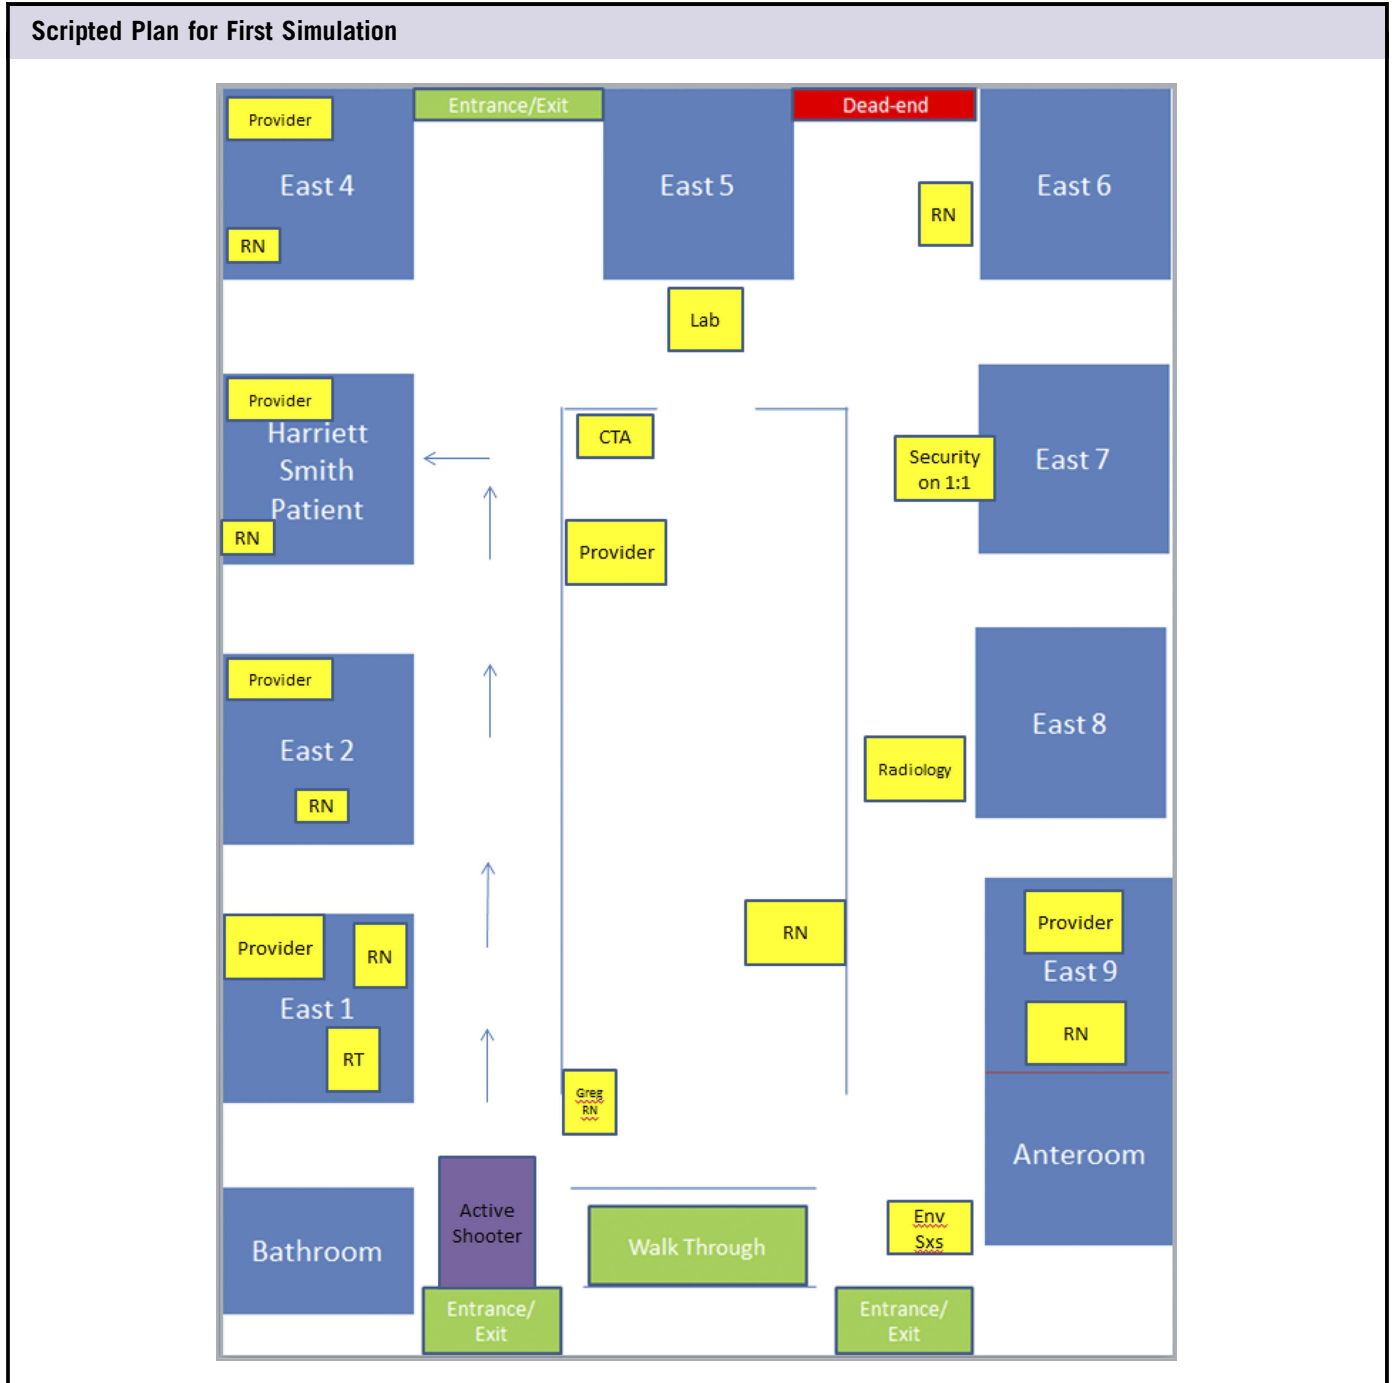 Scripted Plan for First Simulation
Provider
Entrance/Exit
Dead-end
East 4
East 5
East 6
RN
RN
Lab
Provider
Harriett
Smith
Patient
RN
CTA
Security
on 1:1
East 7
Provider
Provider
East 2
RN
East 8
Radiology
Provider
RN
East 1
RT
RN
Provider
East 9
RN
Greg
RN
Anteroom
Active
Shooter
Bathroom
Walk Through
Env
Sxs
Entrance/
Exit
Entrance/
Exit